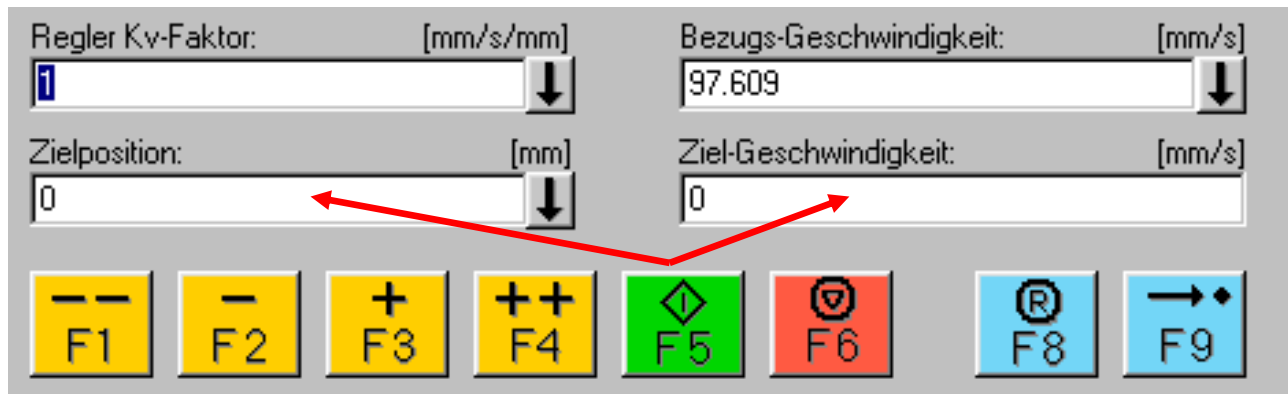 Regler Kv-Faktor: [mm/s/mm] Bezugs-Geschwindigkeit: [mm/s]
1 97.609
Zielposition: [mm] Ziel-Geschwindigkeit: [mm/s]
0 0
-- - + ++ R
F1 F2 F3 F4 F5 F6 F8 F9